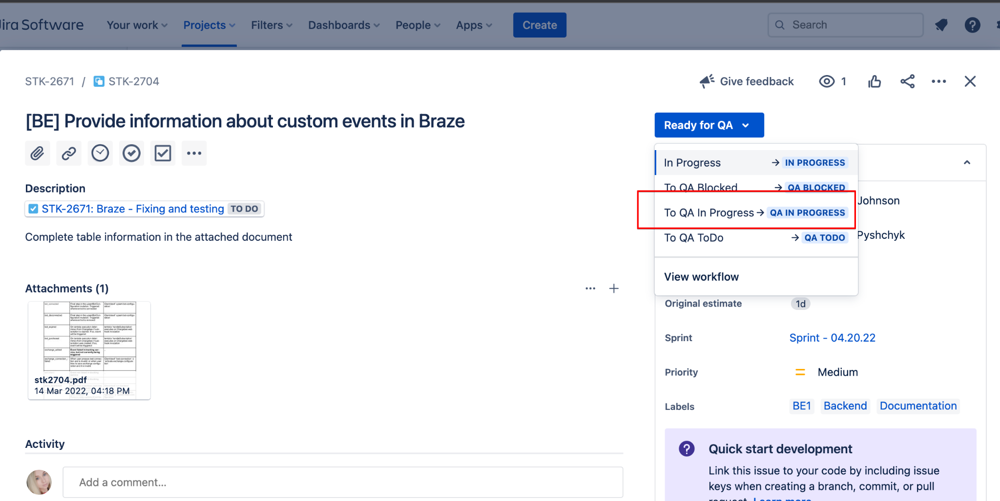 Jira Software Your work Projects Filters Dashboards People Apps Create Search ?
STK-2671 / STK-2704
Give feedback 1
[BE] Provide information about custom events in Braze
Ready for QA
In Progress → IN PROGRESS
To QA Blocked → QA BLOCKED
To QA In Progress → QA IN PROGRESS
To QA ToDo → QA TODO
View workflow
Johnson
Pyshchyk
Description
STK-2671: Braze - Fixing and testing TO DO
Complete table information in the attached document
Attachments (1)
stk2704.pdf
14 Mar 2022, 04:18 PM
Original estimate 1d
Sprint Sprint - 04.20.22
Priority Medium
Labels BE1 Backend Documentation
Activity
Add a comment...
? Quick start development
Link this issue to your code by including issue
keys when creating a branch, commit, or pull
request. Learn more